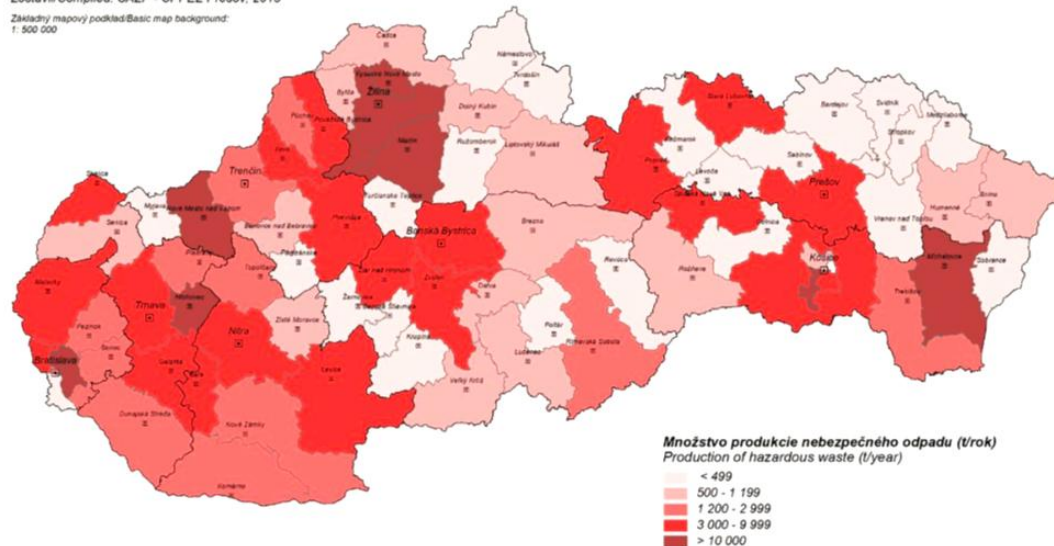 Základný mapový podklad/Basic map background:
1: 500 000
Čadca
Námestovo
Tvrdošín
Kysucké Nové Mesto
Bytča
Žilina
Dolný Kubín
Stará Ľubovňa
Bardejov
Svidník
Stropkov
Medzilaborce
Púchov
Považská Bystrica
Martin
Ružomberok
Liptovský Mikuláš
Kežmarok
Sabinov
Ilava
Poprad
Levoča
Prešov
Trenčín
Skalica
Myjava
Nové Mesto nad Váhom
Turčianske Teplice
Spišská Nová Ves
Gelnica
Vranov nad Topľou
Humenné
Snina
Senica
Bánovce nad Bebravou
Prievidza
Banská Bystrica
Brezno
Piešťany
Topoľčany
Partizánske
Žiar nad Hronom
Zvolen
Revúca
Rožňava
Košice
Michalovce
Sobrance
Malacky
Trnava
Hlohovec
Žarnovica
Banská Štiavnica
Detva
Trebišov
Pezinok
Nitra
Zlaté Moravce
Krupina
Poltár
Rimavská Sobota
Senec
Bratislava
Galanta
Šaľa
Levice
Lučenec
Veľký Krtíš
Dunajská Streda
Nové Zámky
Komárno
Množstvo produkcie nebezpečného odpadu (t/rok)
Production of hazardous waste (t/year)
< 499
500 - 1 199
1 200 - 2 999
3 000 - 9 999
> 10 000